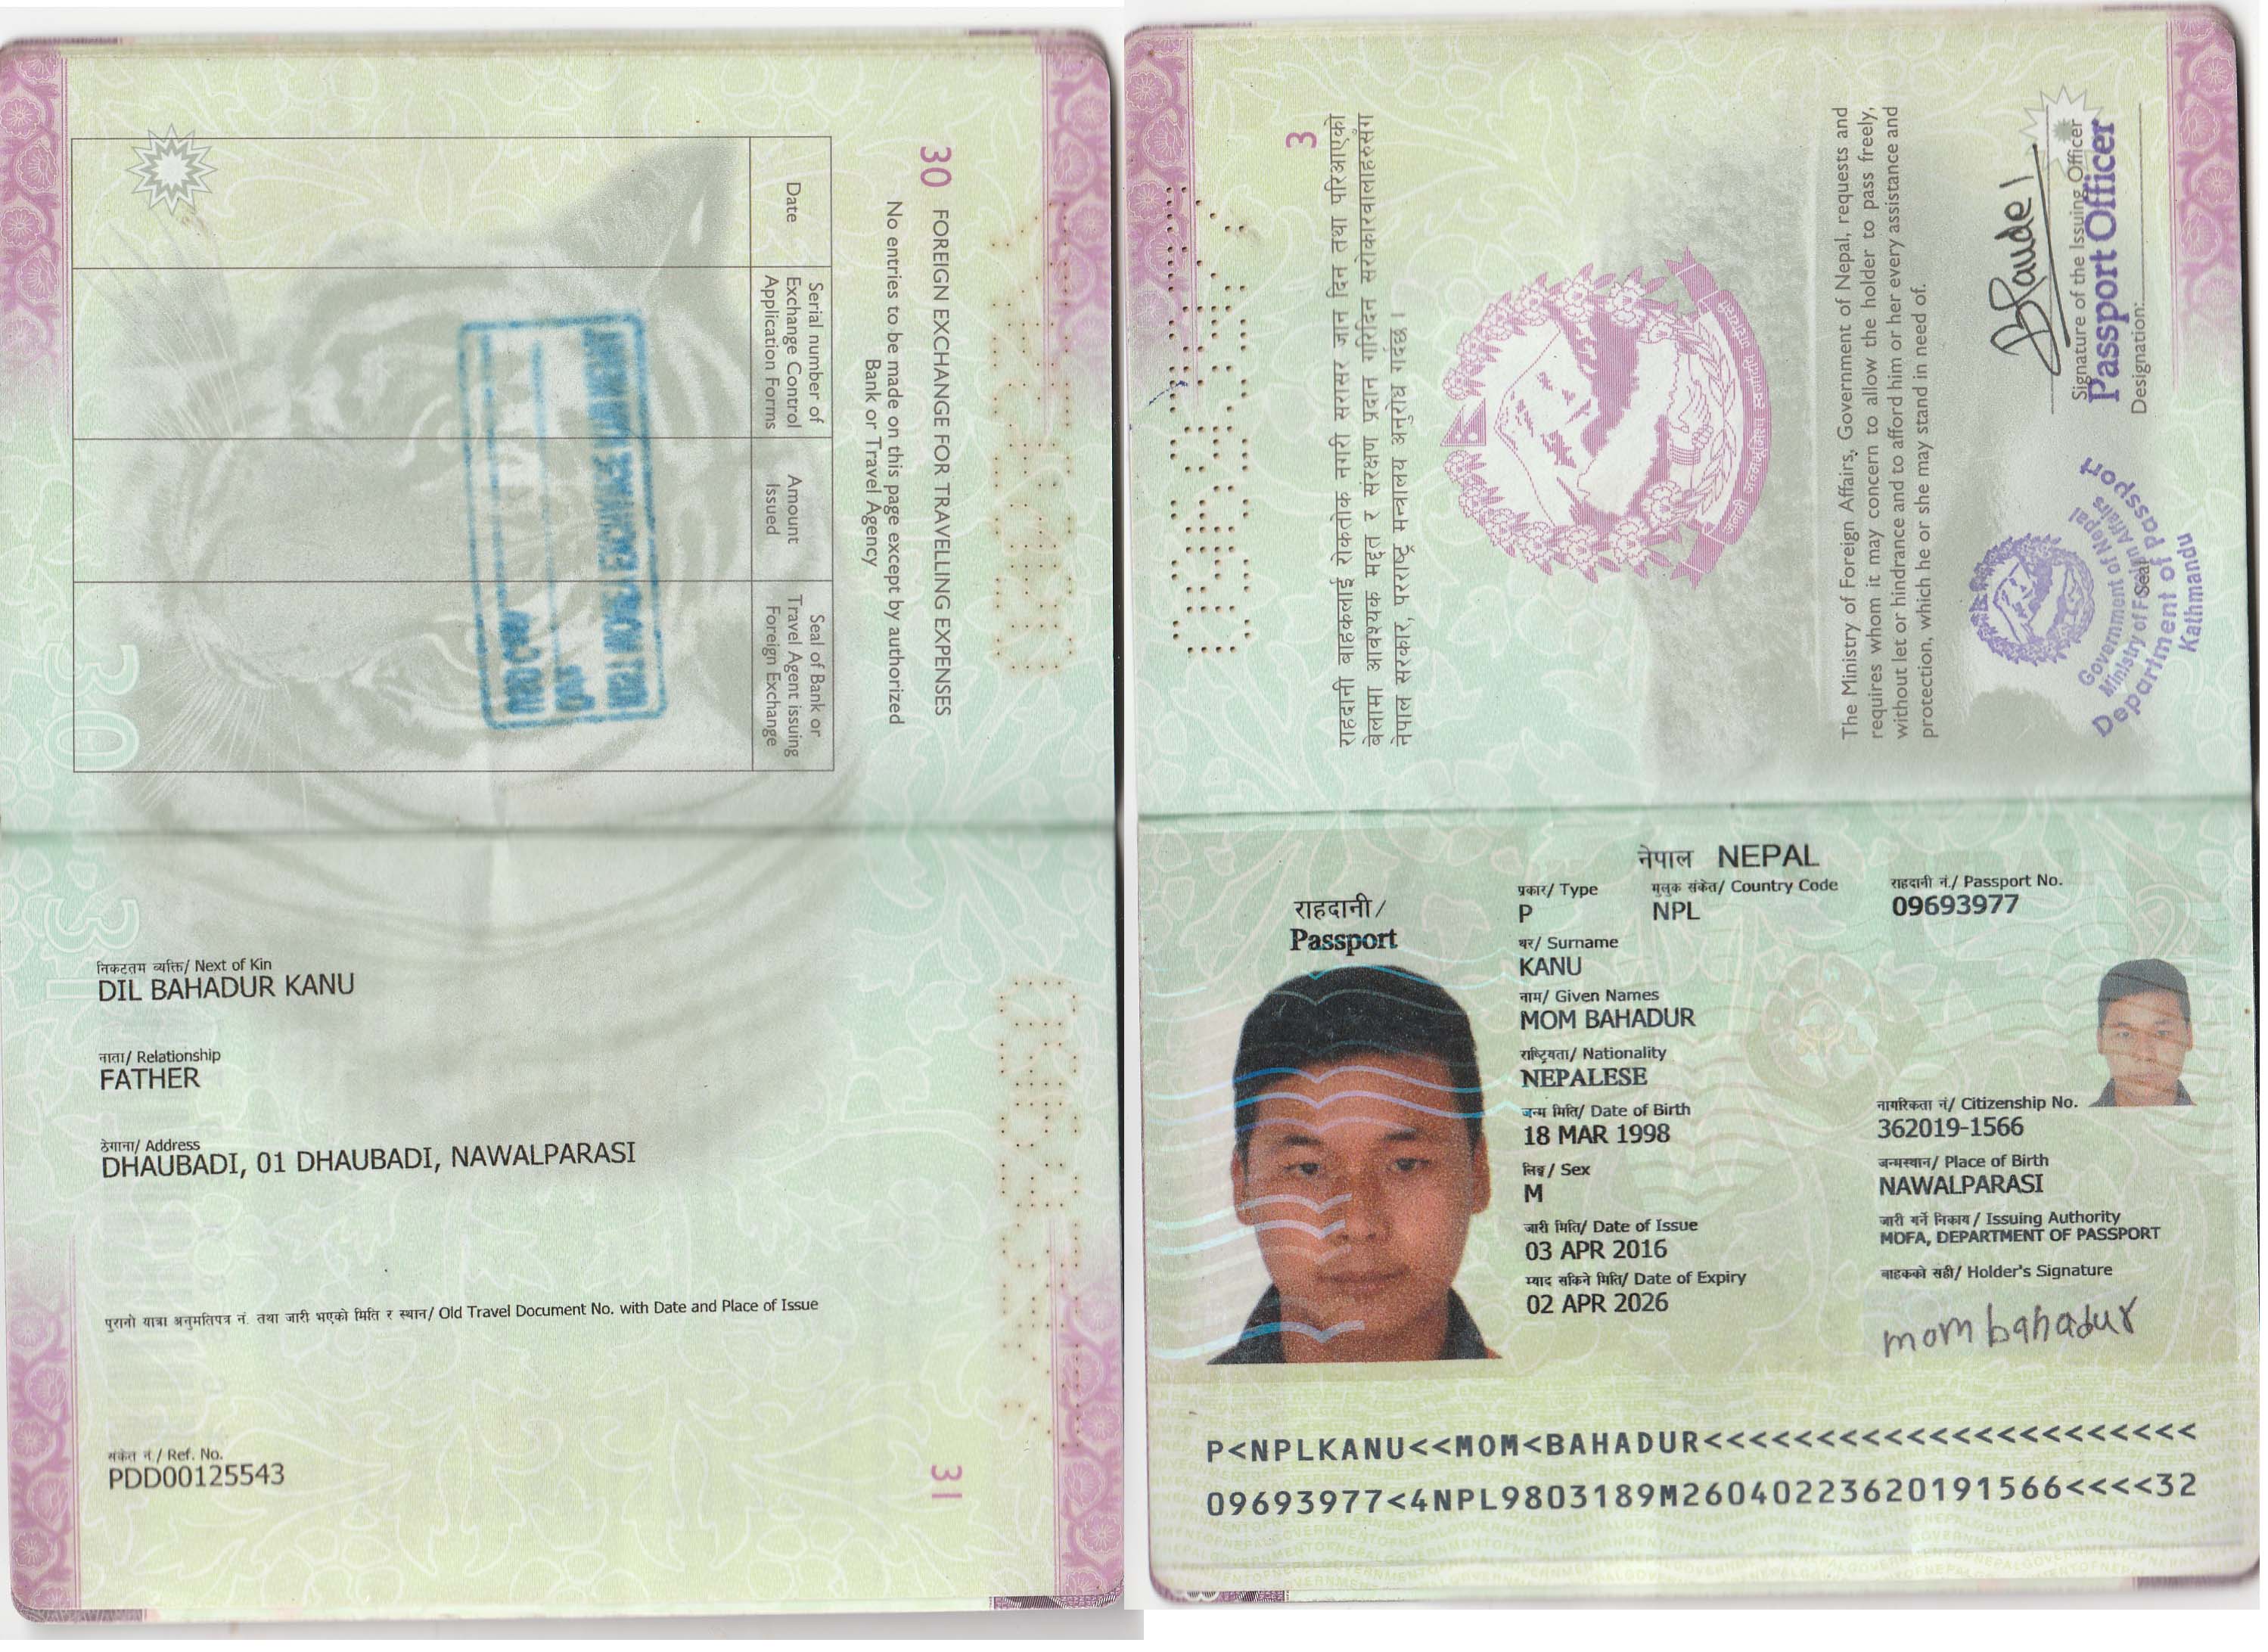 30 FOREIGN EXCHANGE FOR TRAVELLING EXPENSES
No entries to be made on this page except by authorized
Bank or Travel Agency
Date
Serial number of
Exchange Control
Application Forms
Amount
Issued
Seal of Bank or
Travel Agent issuing
Foreign Exchange
30
31
निकटतम व्यक्ति/ Next of Kin
DIL BAHADUR KANU
नाता/ Relationship
FATHER
ठेगाना/ Address
DHAUBADI, 01 DHAUBADI, NAWALPARASI
पुरानो यात्रा अनुमतिपत्र नं. तथा जारी भएको मिति र स्थान/ Old Travel Document No. with Date and Place of Issue
संकेत नं/ Ref. No.
PDD00125543
31
3
राहदानी वाहकलाई रोकतोक नगरी सरासर जान दिन तथा परिआएको
बेलामा आवश्यक मद्दत र संरक्षण प्रदान गरिदिन सरोकारवालाहरुसंग
नेपाल सरकार, परराष्ट्र मन्त्रालय अनुरोध गर्दछ ।
The Ministry of Foreign Affairs, Government of Nepal, requests and
requires whom it may concern to allow the holder to pass freely,
without let or hindrance and to afford him or her every assistance and
protection, which he or she may stand in need of.
Signature of the Issuing Officer
Passport Officer
Designation:
Seal
Government of Nepal
Ministry of Foreign Affairs
Department of Passport
Kathmandu
नेपाल NEPAL
राहदानी/
Passport
प्रकार/ Type
P
मुलुक संकेत/ Country Code
NPL
राहदानी नं./ Passport No.
09693977
थर/ Surname
KANU
नाम/ Given Names
MOM BAHADUR
राष्ट्रियता/ Nationality
NEPALESE
जन्म मिति/ Date of Birth
18 MAR 1998
नागरिकता नं/ Citizenship No.
362019-1566
लिङ्ग/ Sex
M
जन्मस्थान/ Place of Birth
NAWALPARASI
जारी मिति/ Date of Issue
03 APR 2016
जारी गर्ने निकाय/ Issuing Authority
MOFA, DEPARTMENT OF PASSPORT
म्याद सकिने मिति/ Date of Expiry
02 APR 2026
वाहकको सही/ Holder's Signature
mom bahadur
P<NPLKANU<<MOM<BAHADUR<<<<<<<<<<<<<<<<<<<<<<
09693977<4NPL9803189M26040223620191566<<<<32